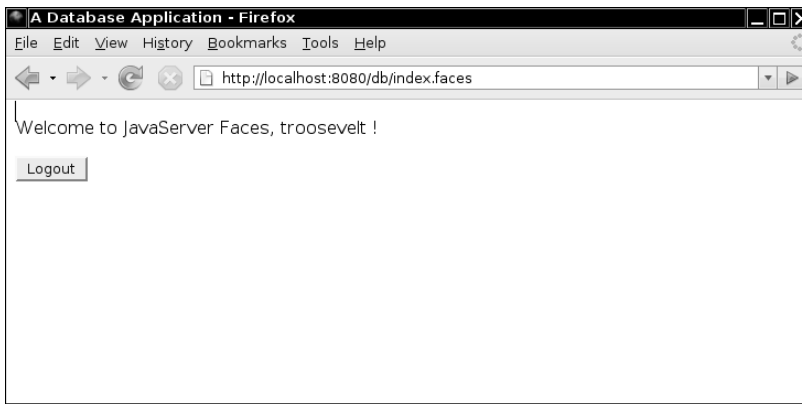 A Database Application - Firefox
File Edit View History Bookmarks Tools Help
http://localhost:8080/db/index.faces
Welcome to JavaServer Faces, troosevelt !
Logout